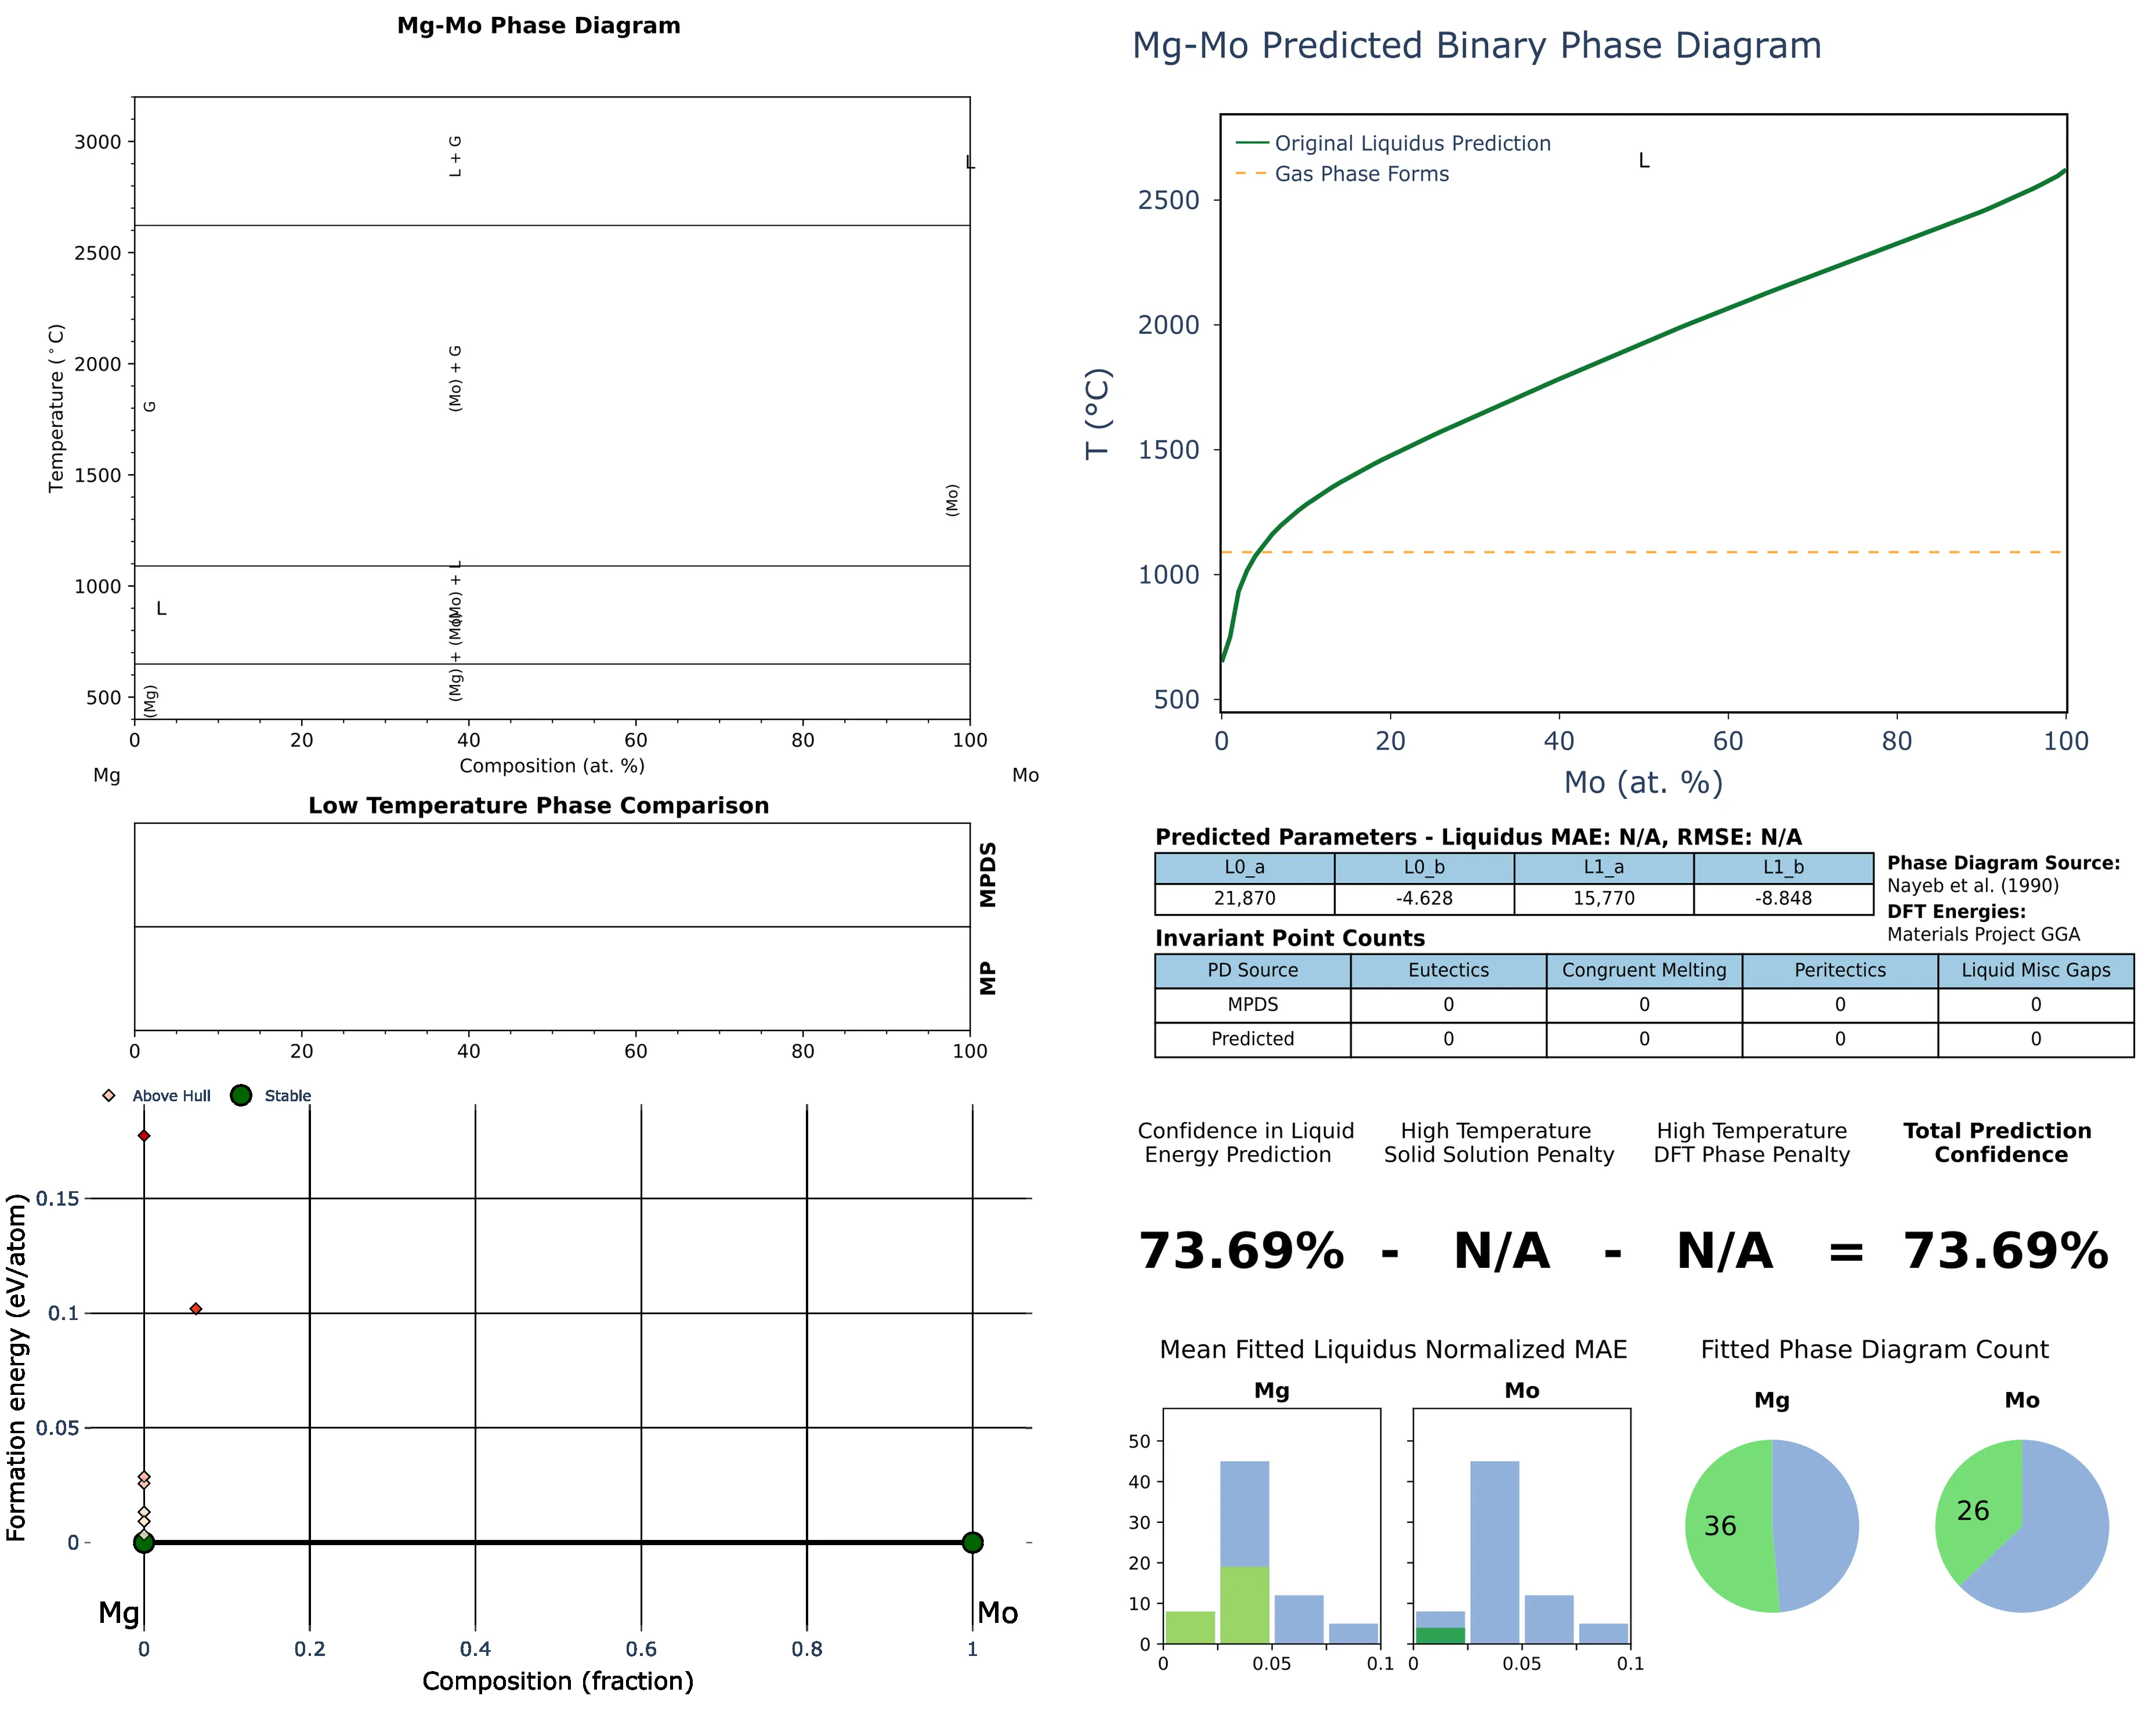 Mg-Mo Phase Diagram
3000
2500
2000
1500
1000
500
Temperature (°C)
L + G
L
G
(Mo) + G
(Mo)
(Mo) + L
L
(Mg) + (Mo)
(Mg)
0 20 40 60 80 100
Composition (at. %)
Mg Mo
Low Temperature Phase Comparison
MPDS
MP
0 20 40 60 80 100
Above Hull Stable
0.15
0.1
0.05
0
Formation energy (eV/atom)
Mg Mo
0 0.2 0.4 0.6 0.8 1
Composition (fraction)
Mg-Mo Predicted Binary Phase Diagram
Original Liquidus Prediction
Gas Phase Forms
L
2500
2000
1500
1000
500
T (°C)
0 20 40 60 80 100
Mo (at. %)
Predicted Parameters - Liquidus MAE: N/A, RMSE: N/A
L0_a L0_b L1_a L1_b
21,870 -4.628 15,770 -8.848
Phase Diagram Source:
Nayeb et al. (1990)
DFT Energies:
Materials Project GGA
Invariant Point Counts
PD Source Eutectics Congruent Melting Peritectics Liquid Misc Gaps
MPDS 0 0 0 0
Predicted 0 0 0 0
Confidence in Liquid
Energy Prediction
High Temperature
Solid Solution Penalty
High Temperature
DFT Phase Penalty
Total Prediction
Confidence
73.69% - N/A - N/A = 73.69%
Mean Fitted Liquidus Normalized MAE
Mg Mo
50
40
30
20
10
0
0 0.05 0.1 0 0.05 0.1
Fitted Phase Diagram Count
Mg Mo
36 26